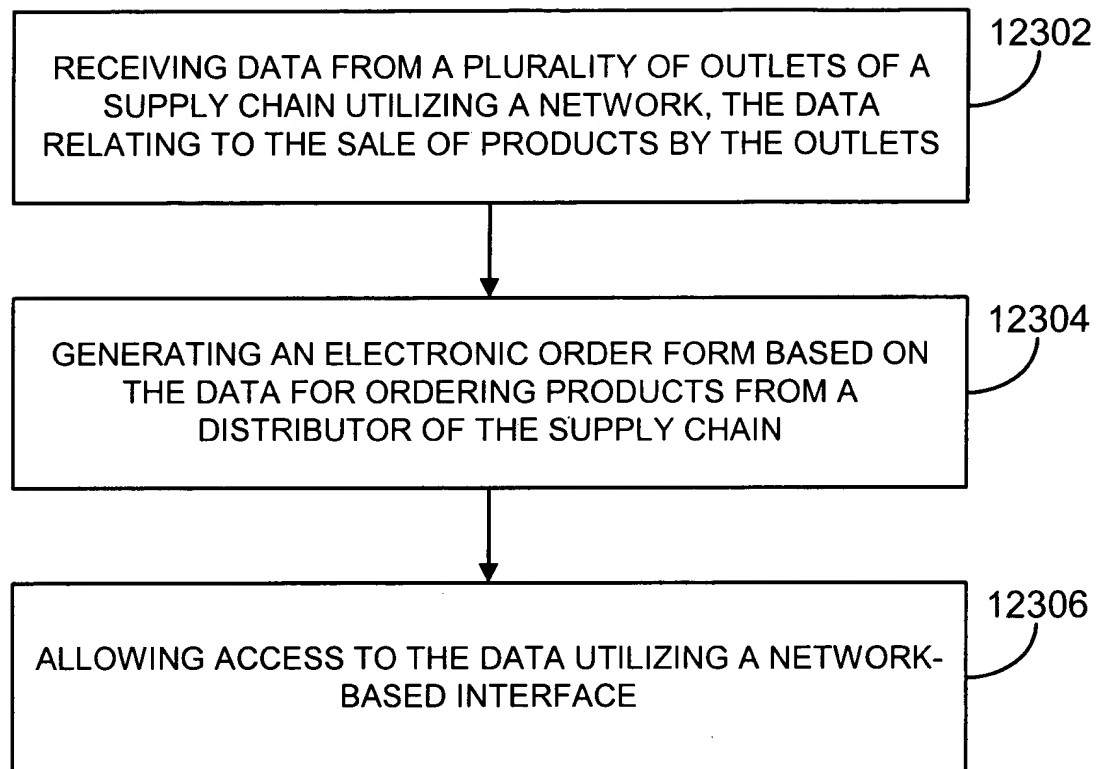 12302
RECEIVING DATA FROM A PLURALITY OF OUTLETS OF A
SUPPLY CHAIN UTILIZING A NETWORK, THE DATA
RELATING TO THE SALE OF PRODUCTS BY THE OUTLETS
12304
GENERATING AN ELECTRONIC ORDER FORM BASED ON
THE DATA FOR ORDERING PRODUCTS FROM A
DISTRIBUTOR OF THE SUPPLY CHAIN
12306
ALLOWING ACCESS TO THE DATA UTILIZING A NETWORK-
BASED INTERFACE